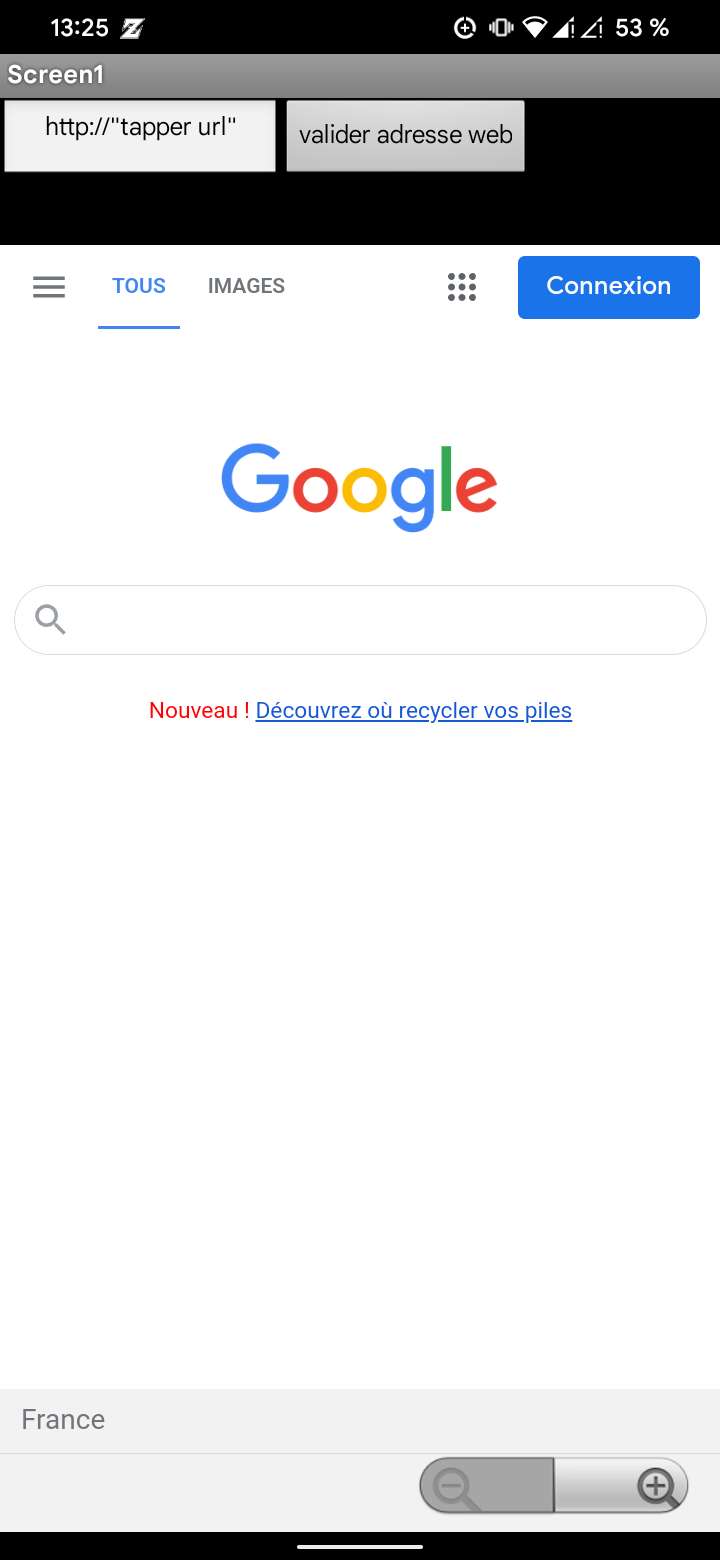 13:25 53 %
Screen1
http://"tapper url" valider adresse web
TOUS IMAGES Connexion
Google
Nouveau ! Découvrez où recycler vos piles
France